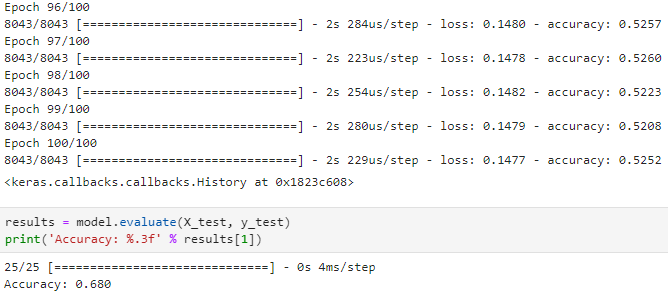 Epoch 96/100
8043/8043 [==============================] - 2s 284us/step - loss: 0.1480 - accuracy: 0.5257
Epoch 97/100
8043/8043 [==============================] - 2s 223us/step - loss: 0.1478 - accuracy: 0.5260
Epoch 98/100
8043/8043 [==============================] - 2s 254us/step - loss: 0.1482 - accuracy: 0.5223
Epoch 99/100
8043/8043 [==============================] - 2s 280us/step - loss: 0.1479 - accuracy: 0.5208
Epoch 100/100
8043/8043 [==============================] - 2s 229us/step - loss: 0.1477 - accuracy: 0.5252
<keras.callbacks.callbacks.History at 0x1823c608>
results = model.evaluate(X_test, y_test)
print('Accuracy: %.3f' % results[1])
25/25 [==============================] - 0s 4ms/step
Accuracy: 0.680